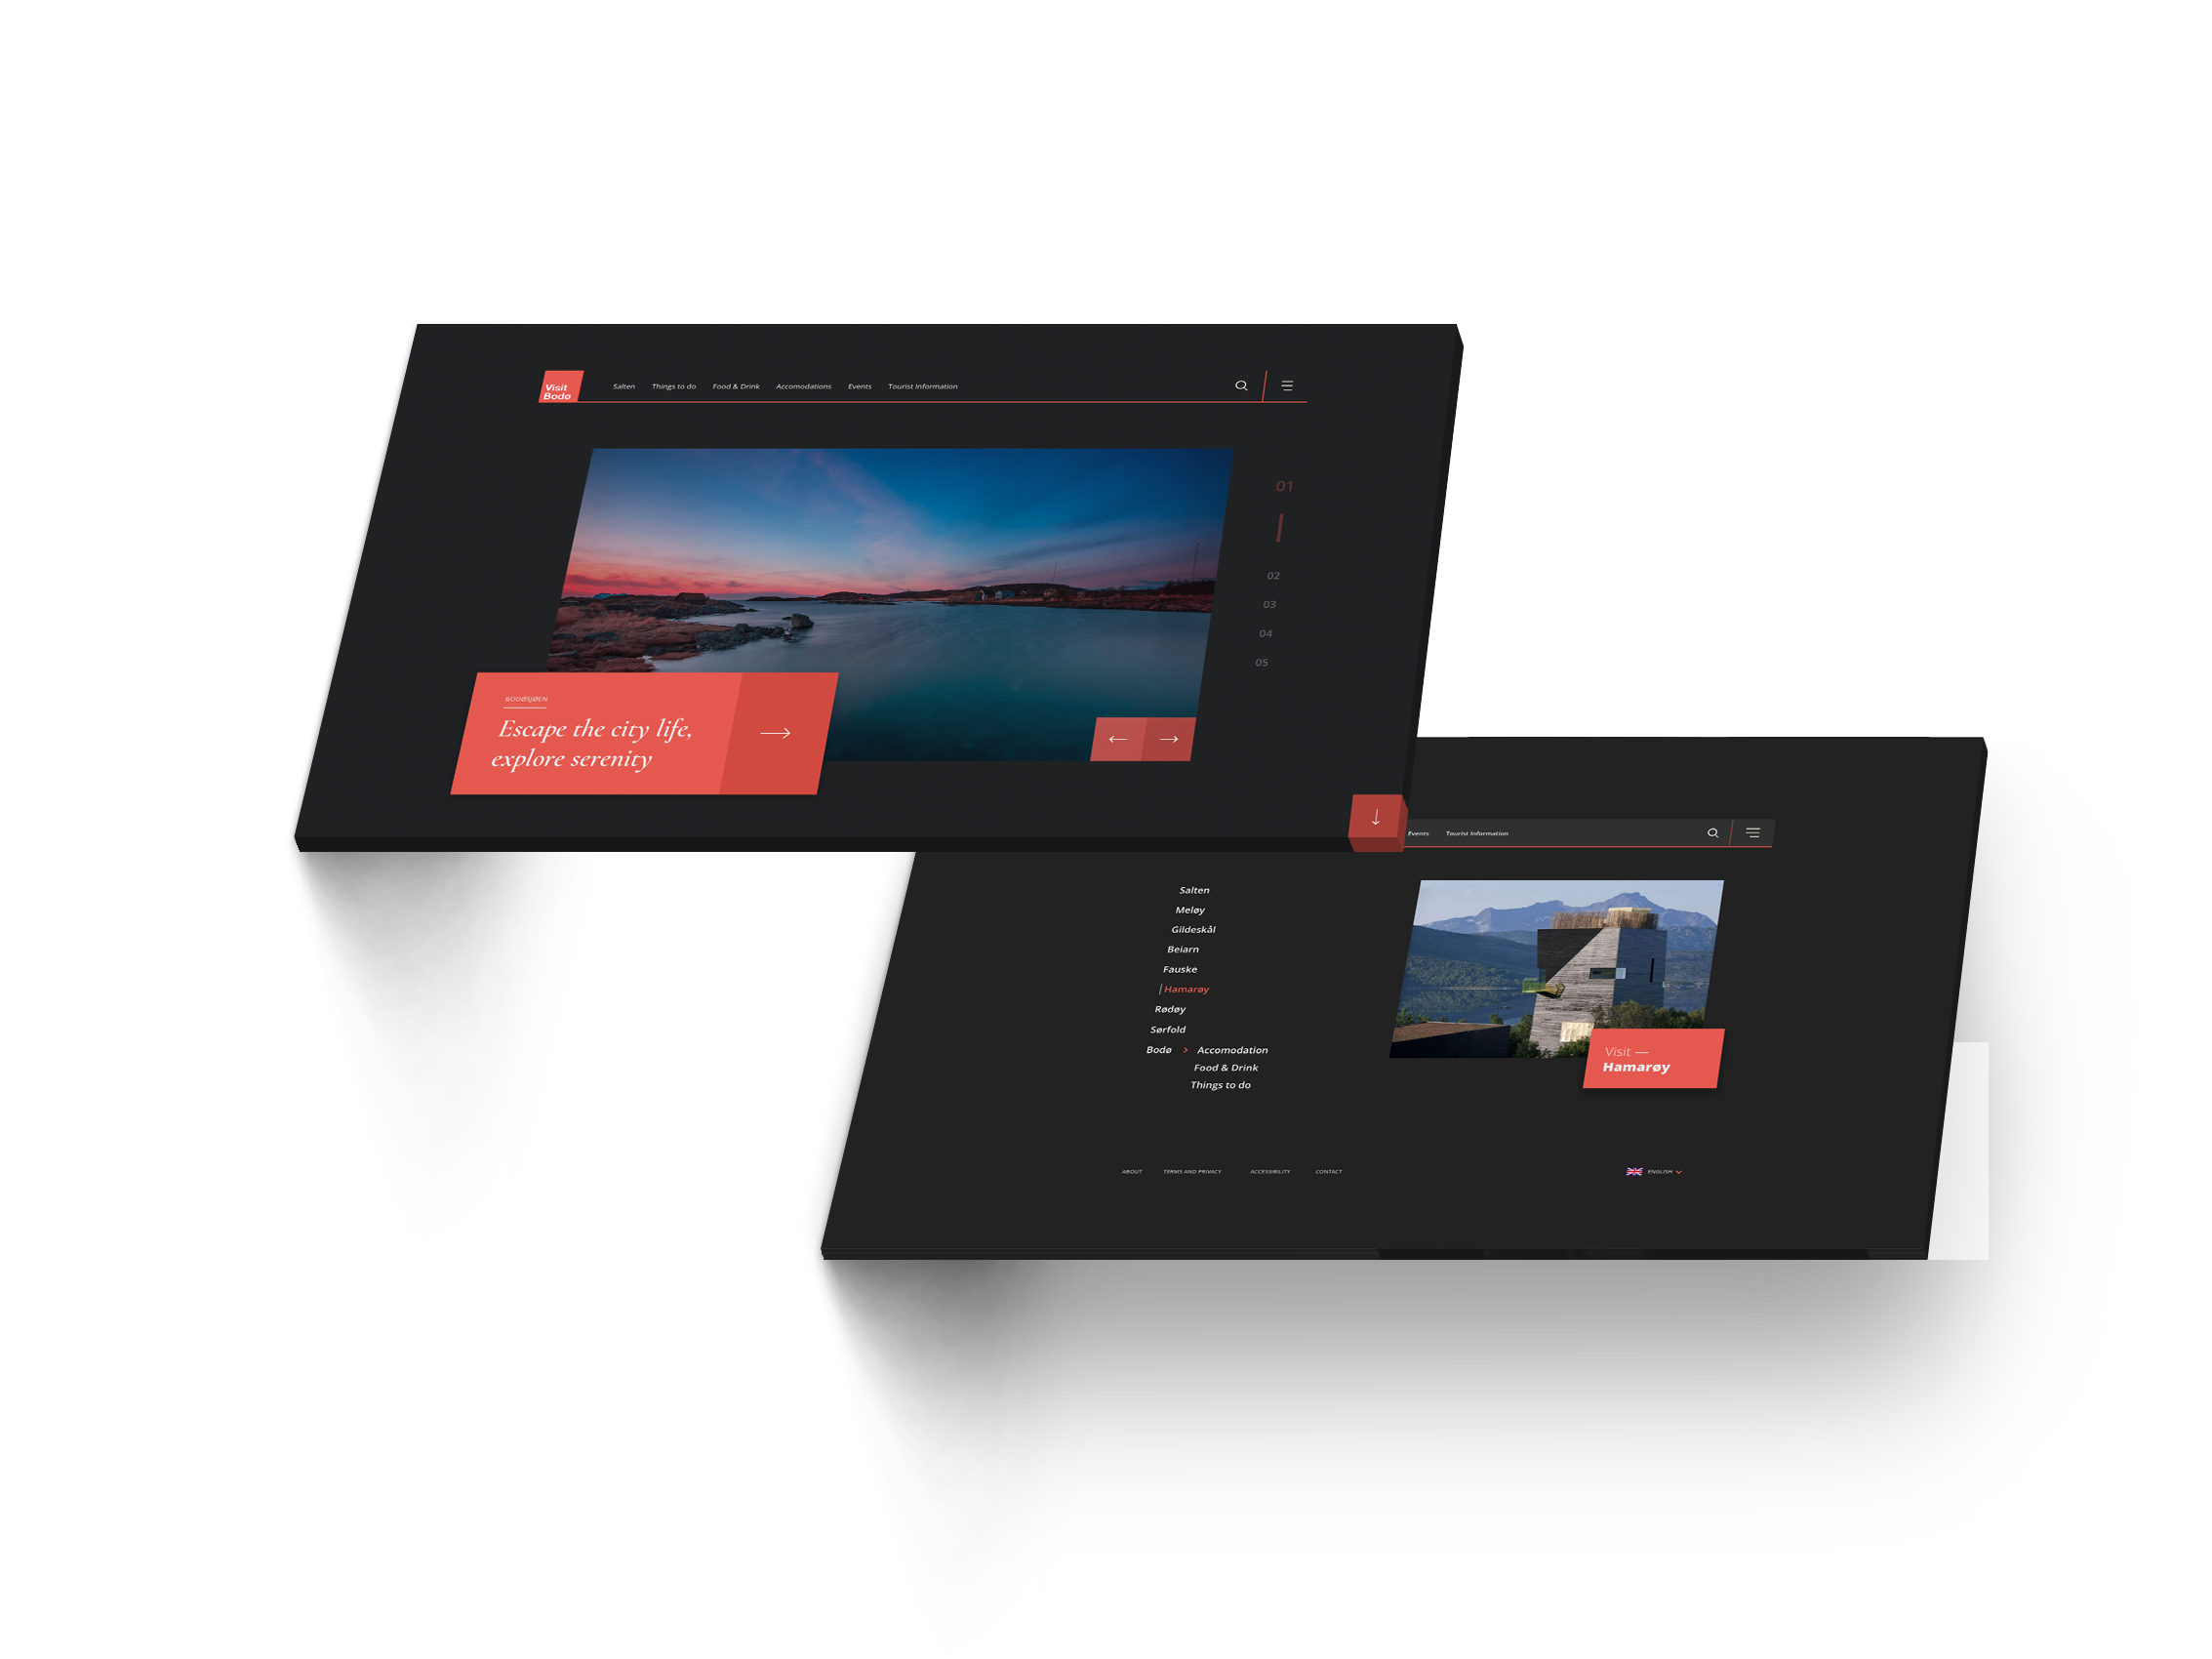 Visit
Bodø
Salten Things to do Food & Drink Accomodations Events Tourist Information
01
02
03
04
05
BODØSJØEN
Escape the city life,
explore serenity
Events Tourist Information
Salten
Meløy
Gildeskål
Beiarn
Fauske
Hamarøy
Rødøy
Sørfold
Bodø > Accomodation
Food & Drink
Things to do
Visit —
Hamarøy
ABOUT TERMS AND PRIVACY ACCESSIBILITY CONTACT
ENGLISH